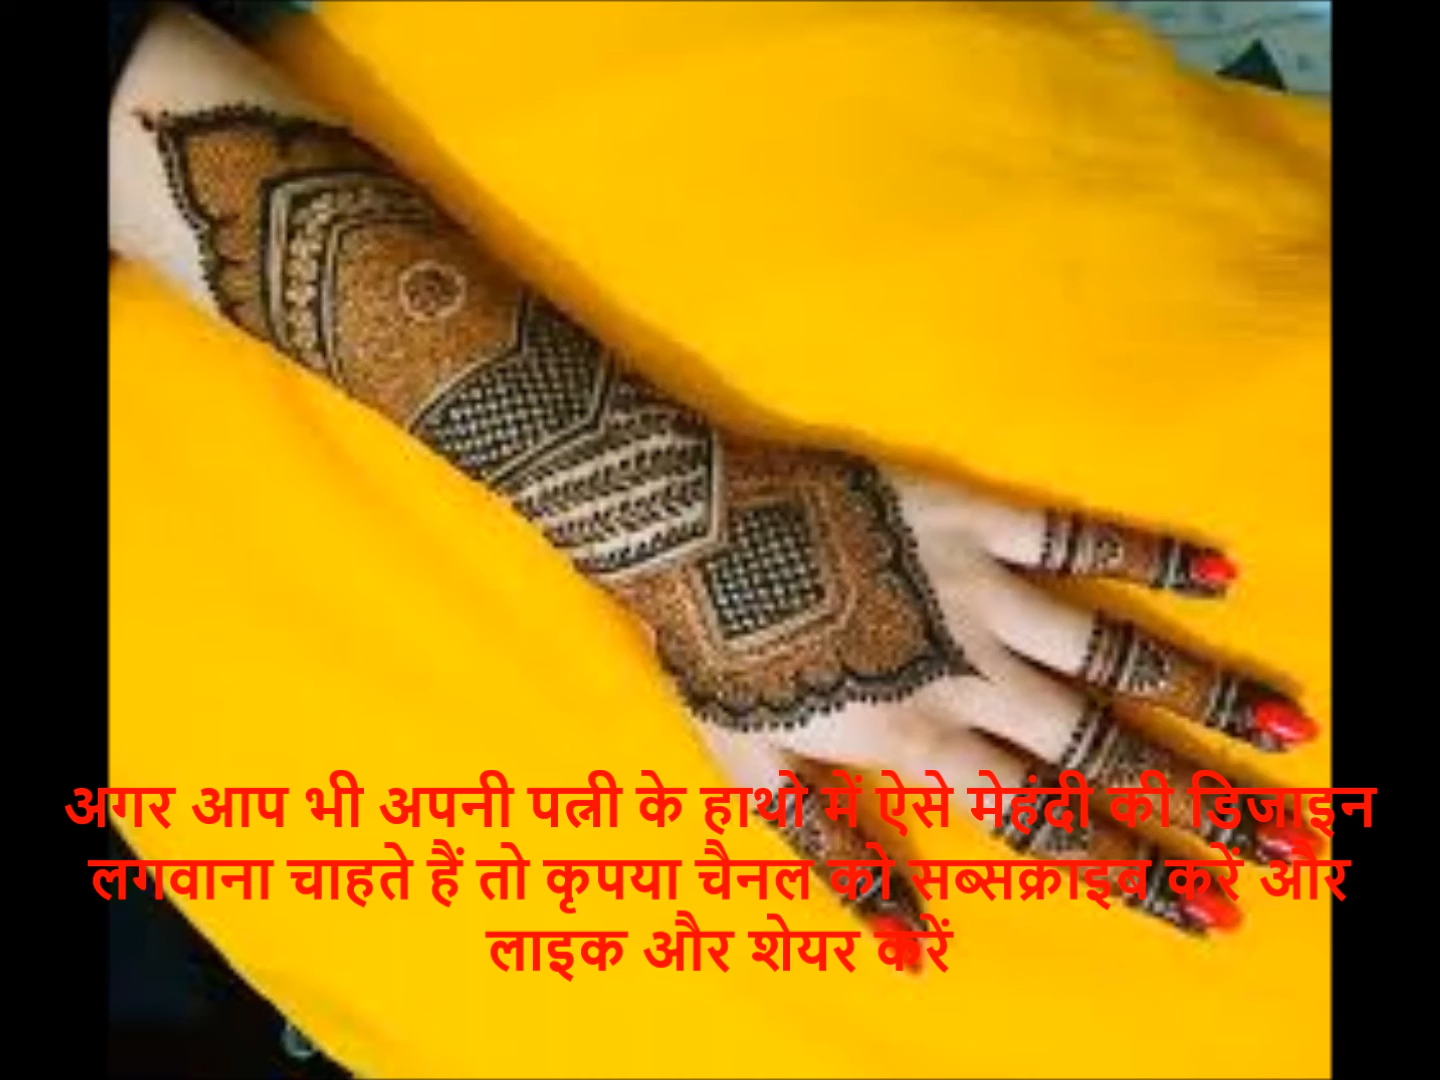 अगर आप भी अपनी पत्नी के हाथो में ऐसे मेहंदी की डिजाइन
लगवाना चाहते हैं तो कृपया चैनल को सब्सक्राइब करें और
लाइक और शेयर करें